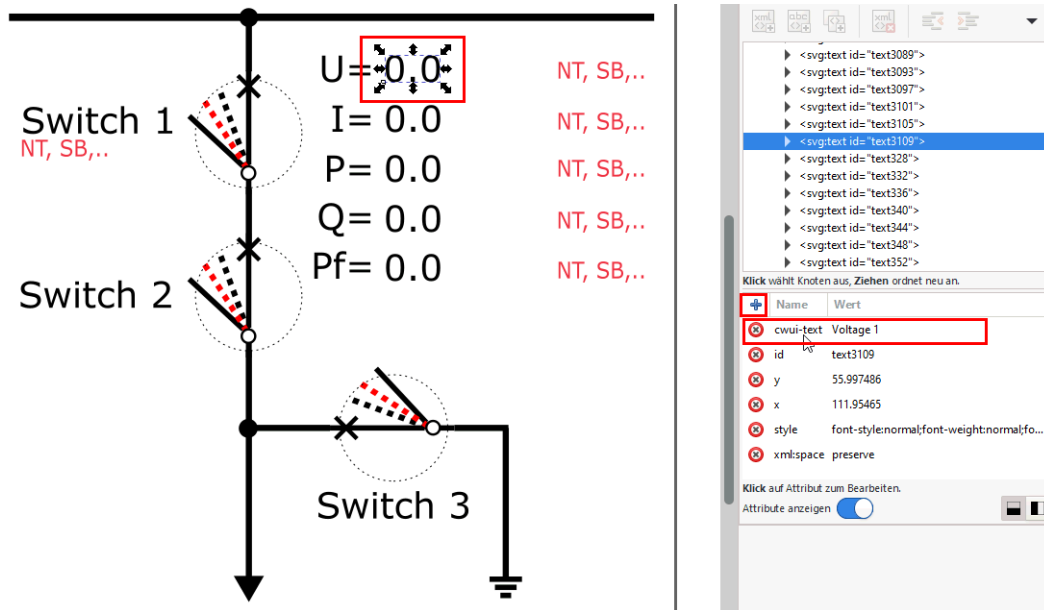 U= 0.0 NT, SB,..
Switch 1 I= 0.0 NT, SB,..
NT, SB,..
P= 0.0 NT, SB,..
Q= 0.0 NT, SB,..
Pf= 0.0 NT, SB,..
Switch 2
Switch 3
xml
abc
xml
<svg:text id="text3089">
<svg:text id="text3093">
<svg:text id="text3097">
<svg:text id="text3101">
<svg:text id="text3105">
<svg:text id="text3109">
<svg:text id="text328">
<svg:text id="text332">
<svg:text id="text336">
<svg:text id="text340">
<svg:text id="text344">
<svg:text id="text348">
<svg:text id="text352">
Klick wählt Knoten aus, Ziehen ordnet neu an.
Name Wert
cwui-text Voltage 1
id text3109
y 55.997486
x 111.95465
style font-style:normal;font-weight:normal;fo...
xml:space preserve
Klick auf Attribut zum Bearbeiten.
Attribute anzeigen